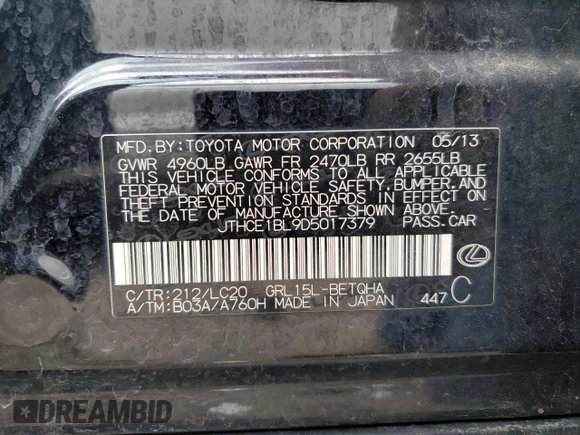 MFD.BY:TOYOTA MOTOR CORPORATION 05/13
GVWR 4960LB GAWR FR 2470LB RR 2655LB
THIS VEHICLE CONFORMS TO ALL APPLICABLE
FEDERAL MOTOR VEHICLE SAFETY, BUMPER, AND
THEFT PREVENTION STANDARDS IN EFFECT ON
THE DATE OF MANUFACTURE SHOWN ABOVE.
JTHCE1BL9D5017379 PASS.CAR
C/TR:212/LC20 GRL15L-BETQHA
A/TM:B03A/A760H MADE IN JAPAN 447 C
DREAMBID